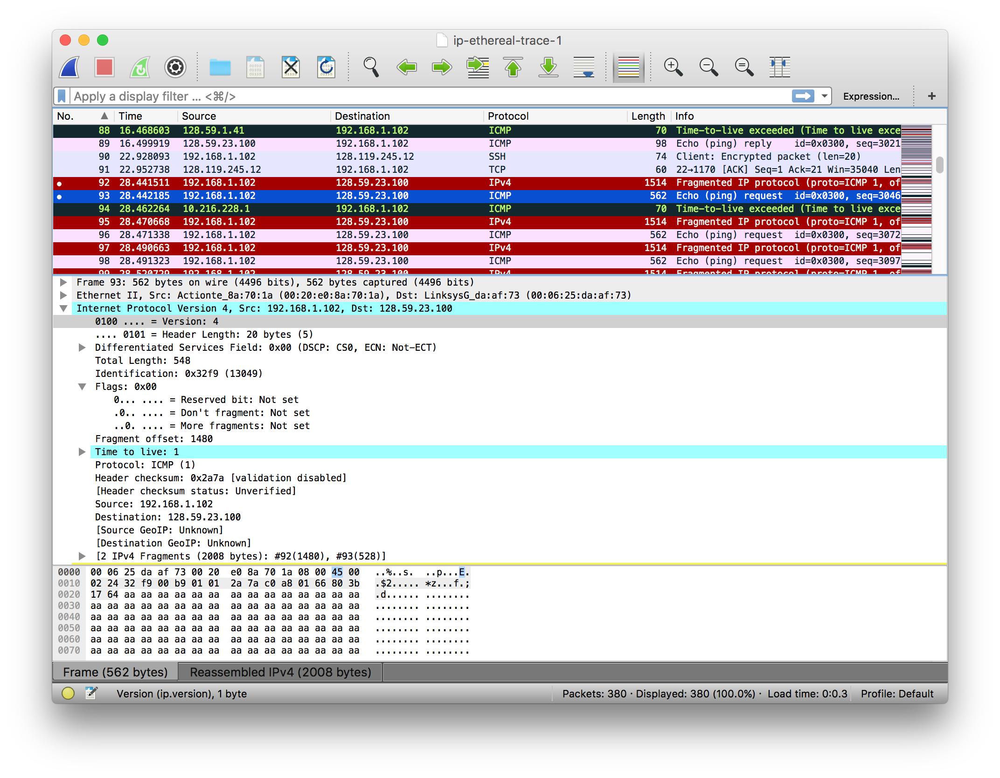 ip-ethereal-trace-1
Apply a display filter ... <⌘/> Expression... +
No. Time Source Destination Protocol Length Info
88 16.468603 128.59.1.41 192.168.1.102 ICMP 70 Time-to-live exceeded (Time to live exce
89 16.499919 128.59.23.100 192.168.1.102 ICMP 98 Echo (ping) reply id=0x0300, seq=3021
90 22.928093 192.168.1.102 128.119.245.12 SSH 74 Client: Encrypted packet (len=20)
91 22.952738 128.119.245.12 192.168.1.102 TCP 60 22→1170 [ACK] Seq=1 Ack=21 Win=35040 Len
92 28.441511 192.168.1.102 128.59.23.100 IPv4 1514 Fragmented IP protocol (proto=ICMP 1, of
93 28.442185 192.168.1.102 128.59.23.100 ICMP 562 Echo (ping) request id=0x0300, seq=3046
94 28.462264 10.216.228.1 192.168.1.102 ICMP 70 Time-to-live exceeded (Time to live exce
95 28.470668 192.168.1.102 128.59.23.100 IPv4 1514 Fragmented IP protocol (proto=ICMP 1, of
96 28.471338 192.168.1.102 128.59.23.100 ICMP 562 Echo (ping) request id=0x0300, seq=3072
97 28.490663 192.168.1.102 128.59.23.100 IPv4 1514 Fragmented IP protocol (proto=ICMP 1, of
98 28.491323 192.168.1.102 128.59.23.100 ICMP 562 Echo (ping) request id=0x0300, seq=3097
99 28.520729 192.168.1.102 128.59.23.100 IPv4 1514 Fragmented IP protocol (proto=ICMP 1, of
Frame 93: 562 bytes on wire (4496 bits), 562 bytes captured (4496 bits)
Ethernet II, Src: Actionte_8a:70:1a (00:20:e0:8a:70:1a), Dst: LinksysG_da:af:73 (00:06:25:da:af:73)
Internet Protocol Version 4, Src: 192.168.1.102, Dst: 128.59.23.100
0100 .... = Version: 4
.... 0101 = Header Length: 20 bytes (5)
Differentiated Services Field: 0x00 (DSCP: CS0, ECN: Not-ECT)
Total Length: 548
Identification: 0x32f9 (13049)
Flags: 0x00
0... .... = Reserved bit: Not set
.0.. .... = Don't fragment: Not set
..0. .... = More fragments: Not set
Fragment offset: 1480
Time to live: 1
Protocol: ICMP (1)
Header checksum: 0x2a7a [validation disabled]
[Header checksum status: Unverified]
Source: 192.168.1.102
Destination: 128.59.23.100
[Source GeoIP: Unknown]
[Destination GeoIP: Unknown]
[2 IPv4 Fragments (2008 bytes): #92(1480), #93(528)]
0000 00 06 25 da af 73 00 20 e0 8a 70 1a 08 00 45 00 ..%..s. ..p...E.
0010 02 24 32 f9 00 b9 01 01 2a 7a c0 a8 01 66 80 3b .$2..... *z...f.;
0020 17 64 aa aa aa aa aa aa aa aa aa aa aa aa aa aa .d...... ........
0030 aa aa aa aa aa aa aa aa aa aa aa aa aa aa aa aa ........ ........
0040 aa aa aa aa aa aa aa aa aa aa aa aa aa aa aa aa ........ ........
0050 aa aa aa aa aa aa aa aa aa aa aa aa aa aa aa aa ........ ........
0060 aa aa aa aa aa aa aa aa aa aa aa aa aa aa aa aa ........ ........
0070 aa aa aa aa aa aa aa aa aa aa aa aa aa aa aa aa ........ ........
Frame (562 bytes) Reassembled IPv4 (2008 bytes)
Version (ip.version), 1 byte Packets: 380 · Displayed: 380 (100.0%) · Load time: 0:0.3 Profile: Default